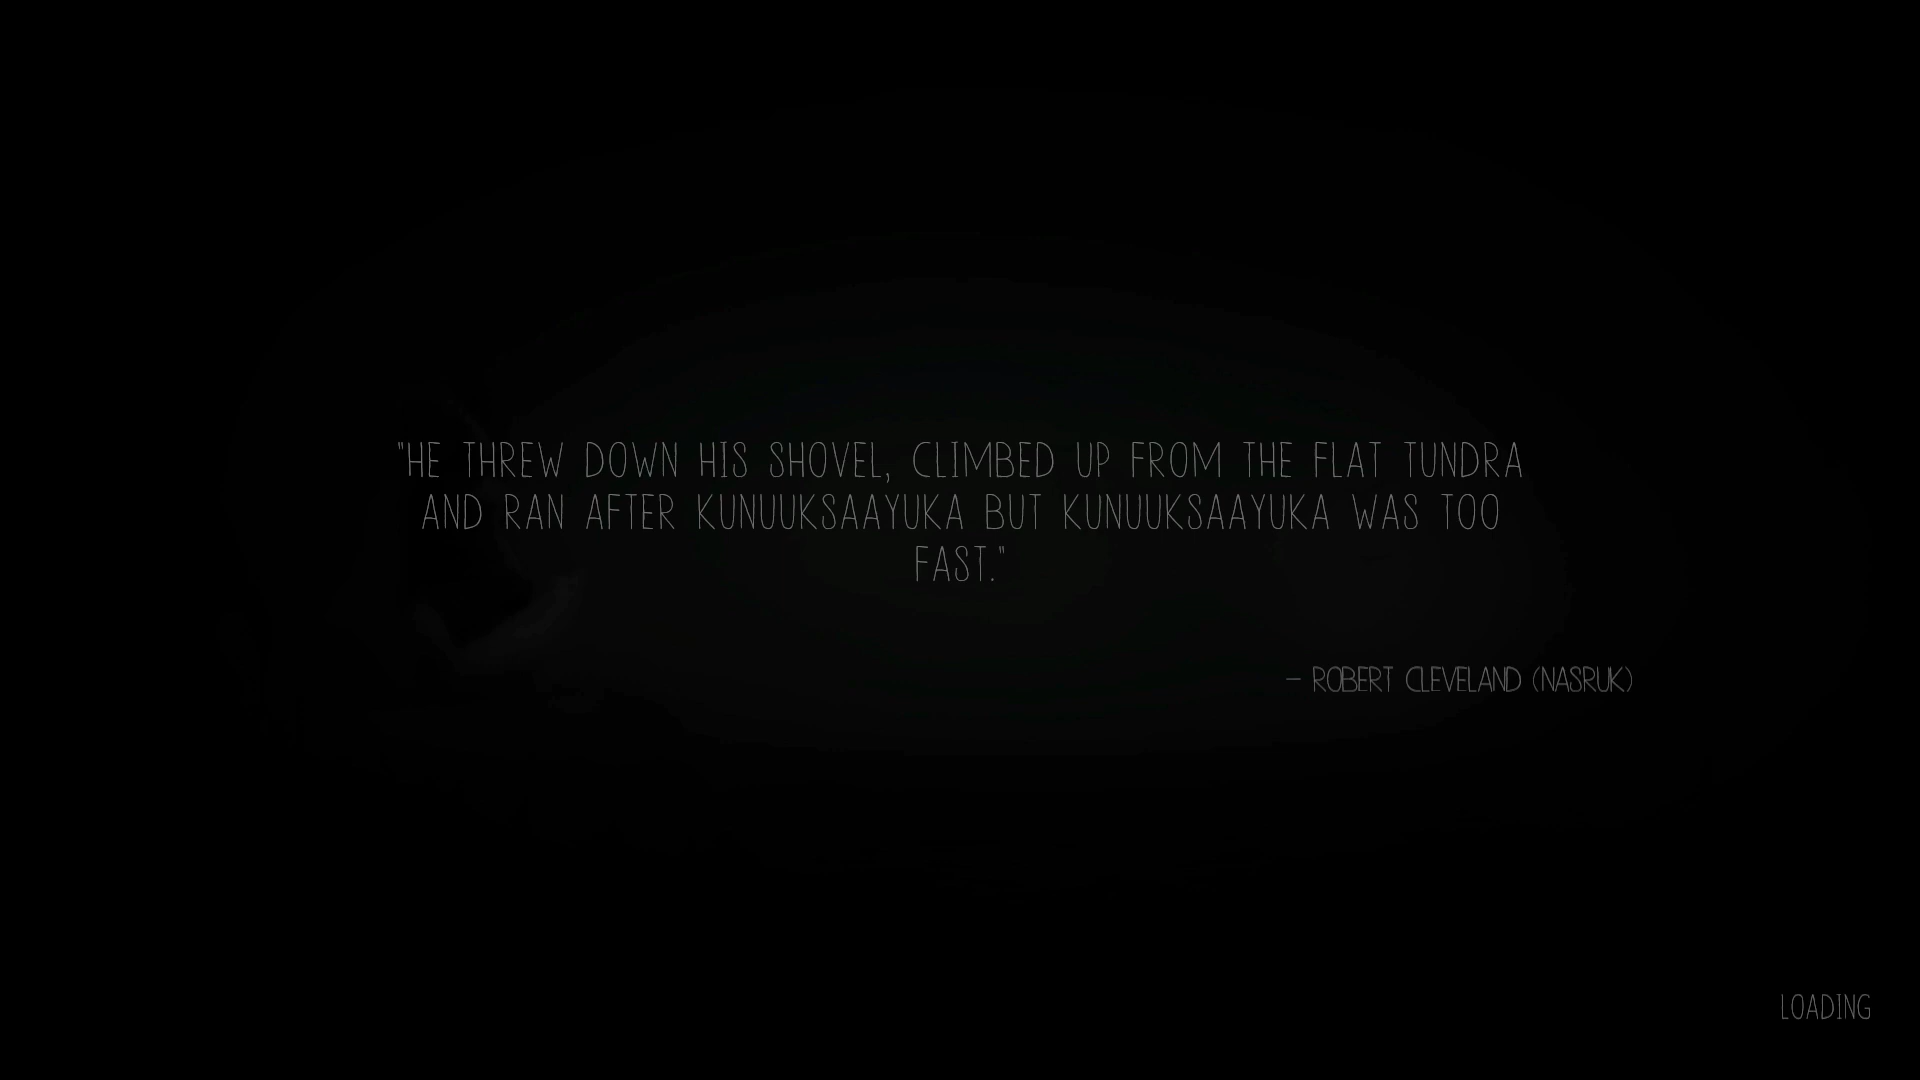 "HE THREW DOWN HIS SHOVEL, CLIMBED UP FROM THE FLAT TUNDRA
AND RAN AFTER KUNUUKSAAYUKA BUT KUNUUKSAAYUKA WAS TOO
FAST."
– ROBERT CLEVELAND (NASRUK)
LOADING